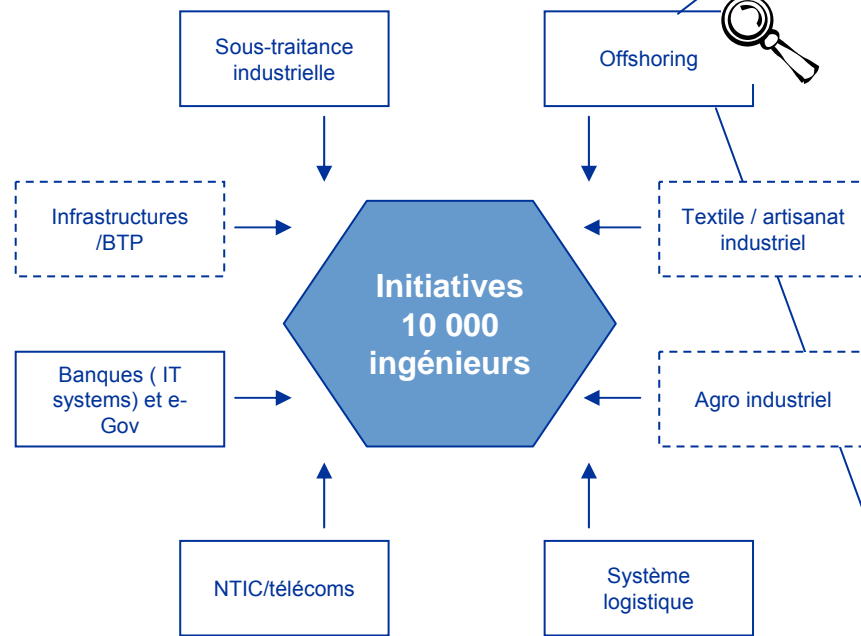 Sous-traitance
industrielle
Offshoring
Infrastructures
/BTP
Textile / artisanat
industriel
Initiatives
10 000
ingénieurs
Banques ( IT
systems) et e-
Gov
Agro industriel
NTIC/télécoms
Système
logistique